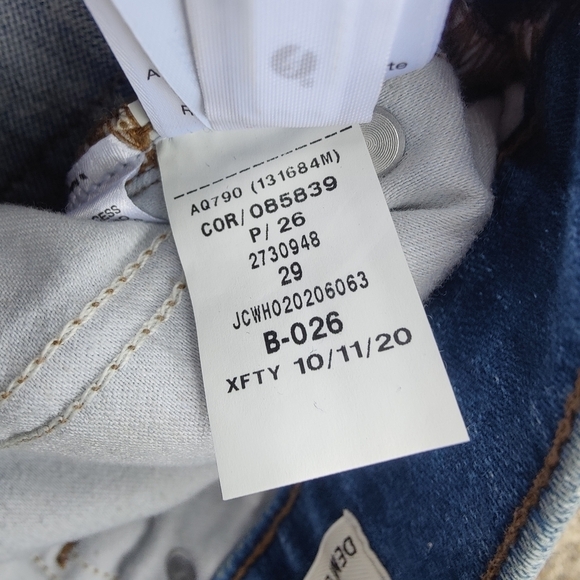 AQ790 (131684M)
COR/085839
P/26
2730948
29
JCWH020206063
B-026
XFTY 10/11/20